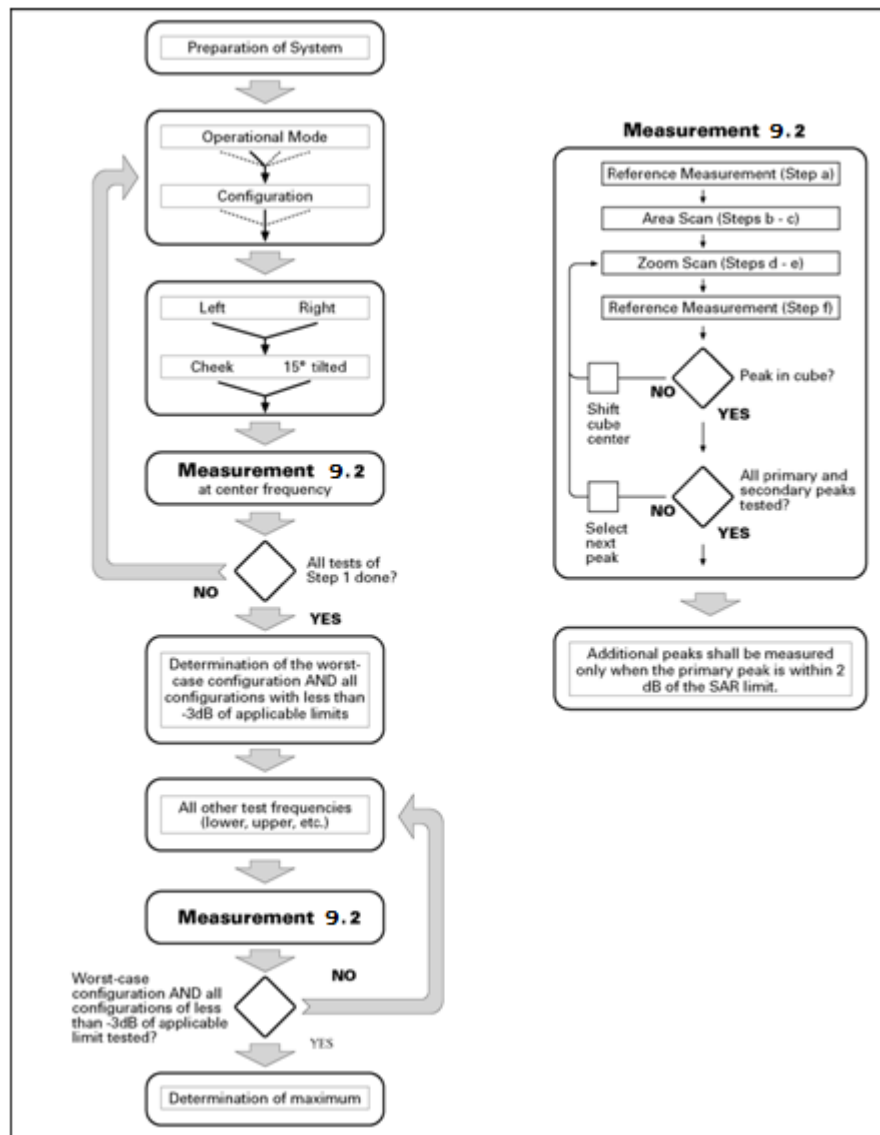 Preparation of System
Operational Mode
Configuration
Left Right
Cheek 15° tilted
Measurement 9.2
at center frequency
All tests of
Step 1 done?
NO
YES
Determination of the worst-
case configuration AND all
configurations with less than
-3dB of applicable limits
All other test frequencies
(lower, upper, etc.)
Measurement 9.2
NO
Worst-case
configuration AND all
configurations of less
than -3dB of applicable
limit tested?
YES
Determination of maximum
Measurement 9.2
Reference Measurement (Step a)
Area Scan (Steps b - c)
Zoom Scan (Steps d - e)
Reference Measurement (Step f)
Peak in cube?
NO
YES
Shift
cube
center
All primary and
secondary peaks
tested?
NO
YES
Select
next
peak
Additional peaks shall be measured
only when the primary peak is within 2
dB of the SAR limit.